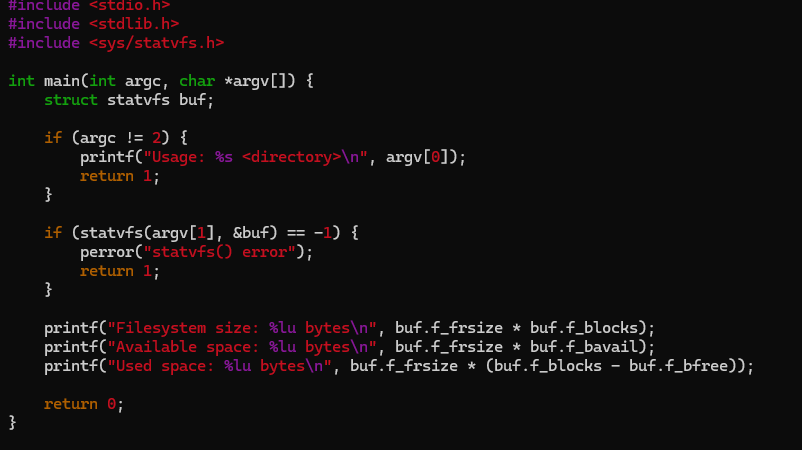 #include <stdio.h>
#include <stdlib.h>
#include <sys/statvfs.h>

int main(int argc, char *argv[]) {
    struct statvfs buf;

    if (argc != 2) {
        printf("Usage: %s <directory>\n", argv[0]);
        return 1;
    }

    if (statvfs(argv[1], &buf) == -1) {
        perror("statvfs() error");
        return 1;
    }

    printf("Filesystem size: %lu bytes\n", buf.f_frsize * buf.f_blocks);
    printf("Available space: %lu bytes\n", buf.f_frsize * buf.f_bavail);
    printf("Used space: %lu bytes\n", buf.f_frsize * (buf.f_blocks - buf.f_bfree));

    return 0;
}